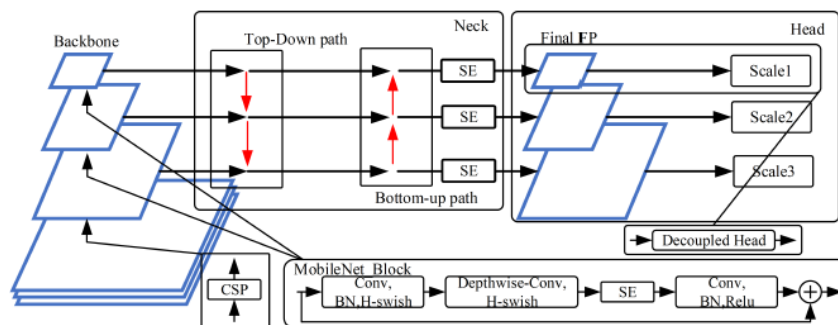 Backbone
Neck
Top-Down path
Bottom-up path
SE
SE
SE
Final FP
Head
Scale1
Scale2
Scale3
Decoupled Head
CSP
MobileNet_Block
Conv,
BN,H-swish
Depthwise-Conv,
H-swish
SE
Conv,
BN,Relu